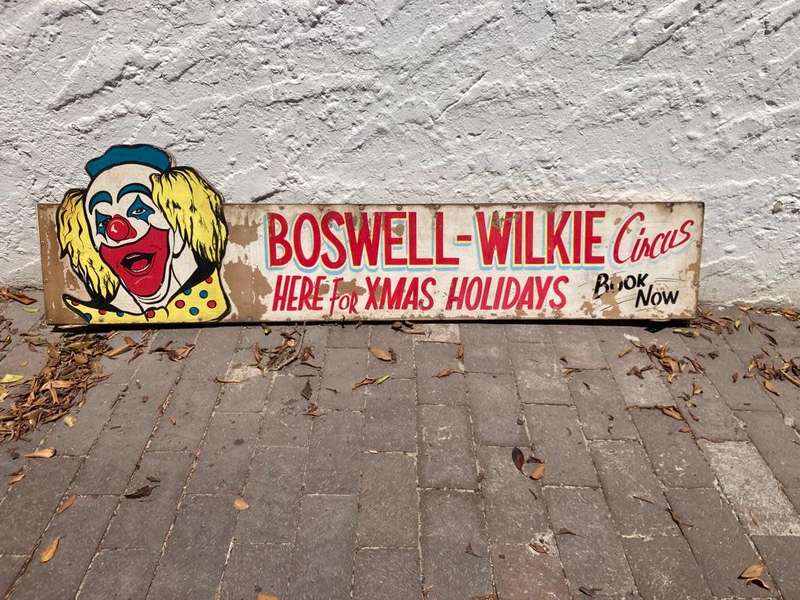 BOSWELL-WILKIE Circus
HERE FOR XMAS HOLIDAYS
BOOK
NOW